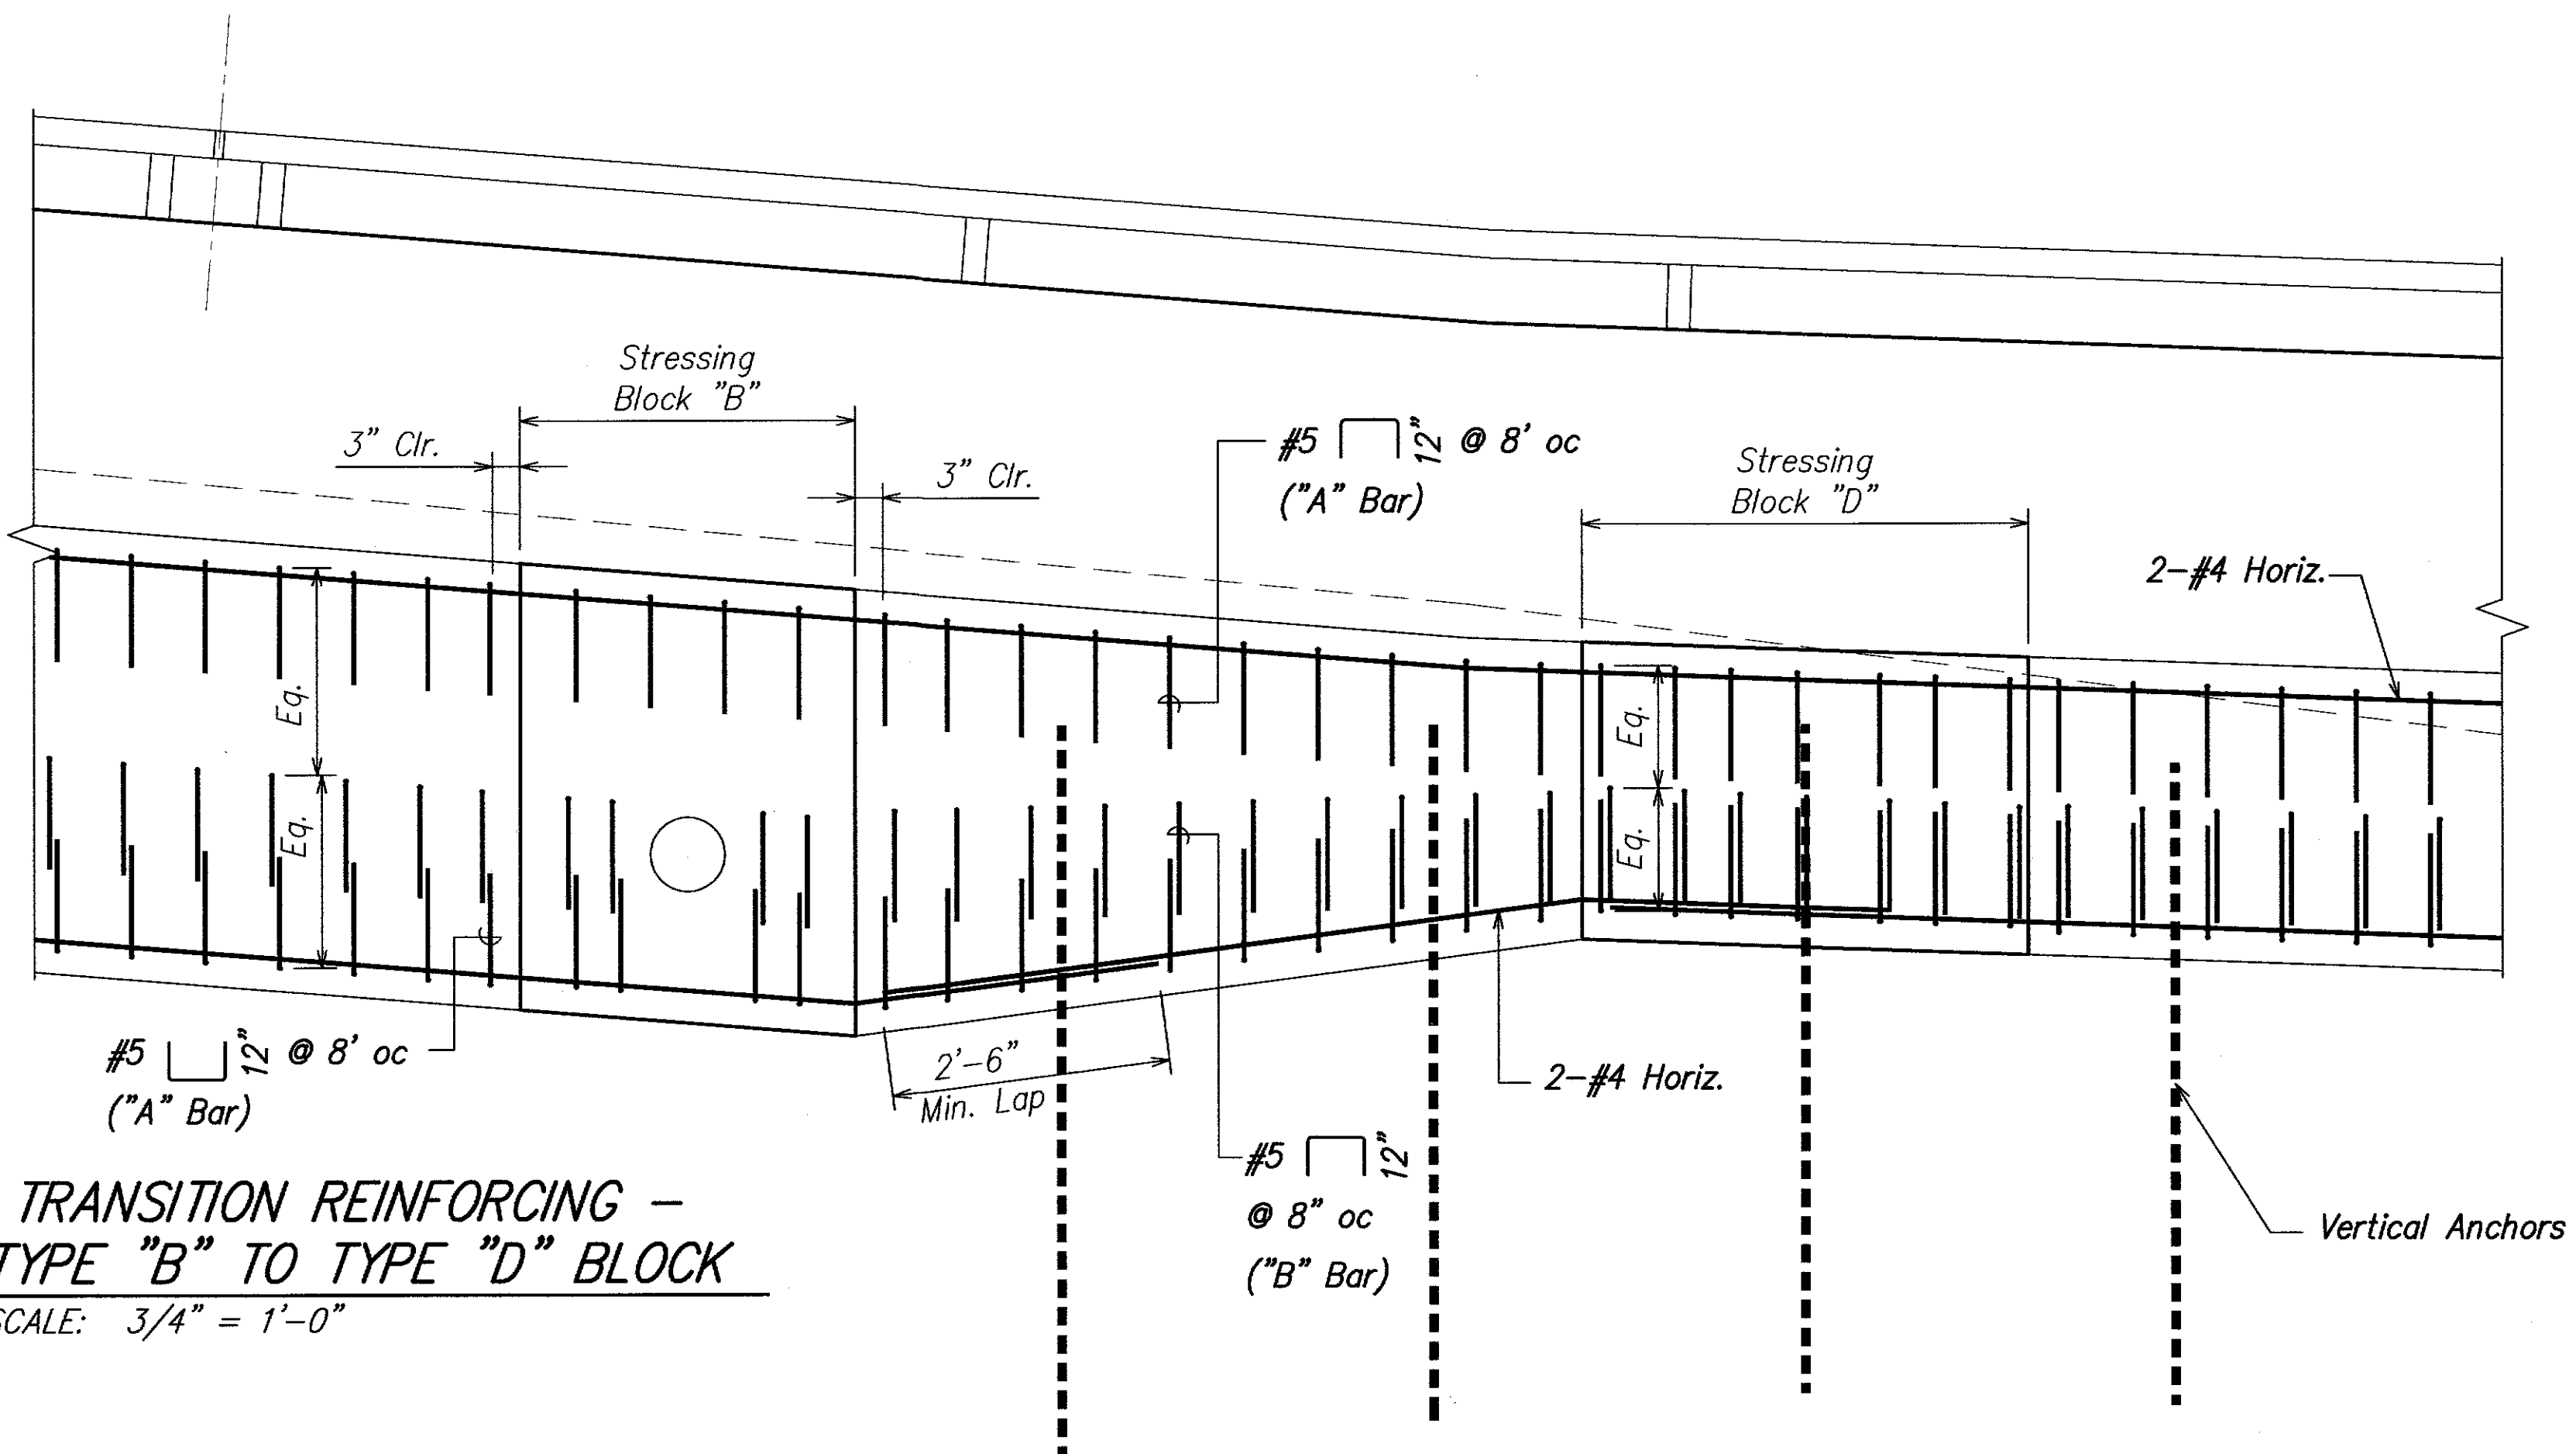 Stressing
Block "B"
3" Clr.
3" Clr.
#5 12" @ 8' oc
("A" Bar)
Stressing
Block "D"
2-#4 Horiz.
Eq.
Eq.
Eq.
Eq.
#5 12" @ 8' oc
("A" Bar)
2'-6"
Min. Lap
2-#4 Horiz.
#5 12"
@ 8" oc
("B" Bar)
Vertical Anchors
TRANSITION REINFORCING -
TYPE "B" TO TYPE "D" BLOCK
SCALE: 3/4" = 1'-0"